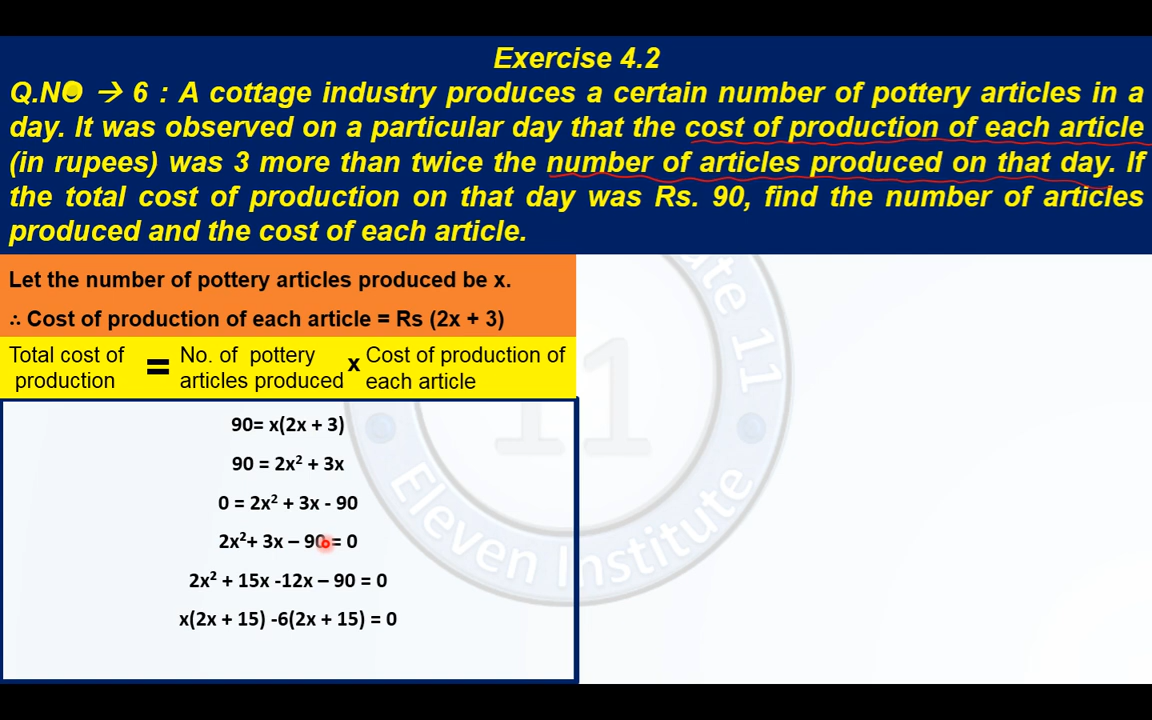 Exercise 4.2
Q.NO → 6 : A cottage industry produces a certain number of pottery articles in a
day. It was observed on a particular day that the cost of production of each article
(in rupees) was 3 more than twice the number of articles produced on that day. If
the total cost of production on that day was Rs. 90, find the number of articles
produced and the cost of each article.
Let the number of pottery articles produced be x.
∴ Cost of production of each article = Rs (2x + 3)
Total cost of production = No. of pottery articles produced x Cost of production of each article
90= x(2x + 3)
90 = 2x² + 3x
0 = 2x² + 3x - 90
2x²+ 3x – 90 = 0
2x² + 15x -12x – 90 = 0
x(2x + 15) -6(2x + 15) = 0
11
Eleven Institute
ute 11